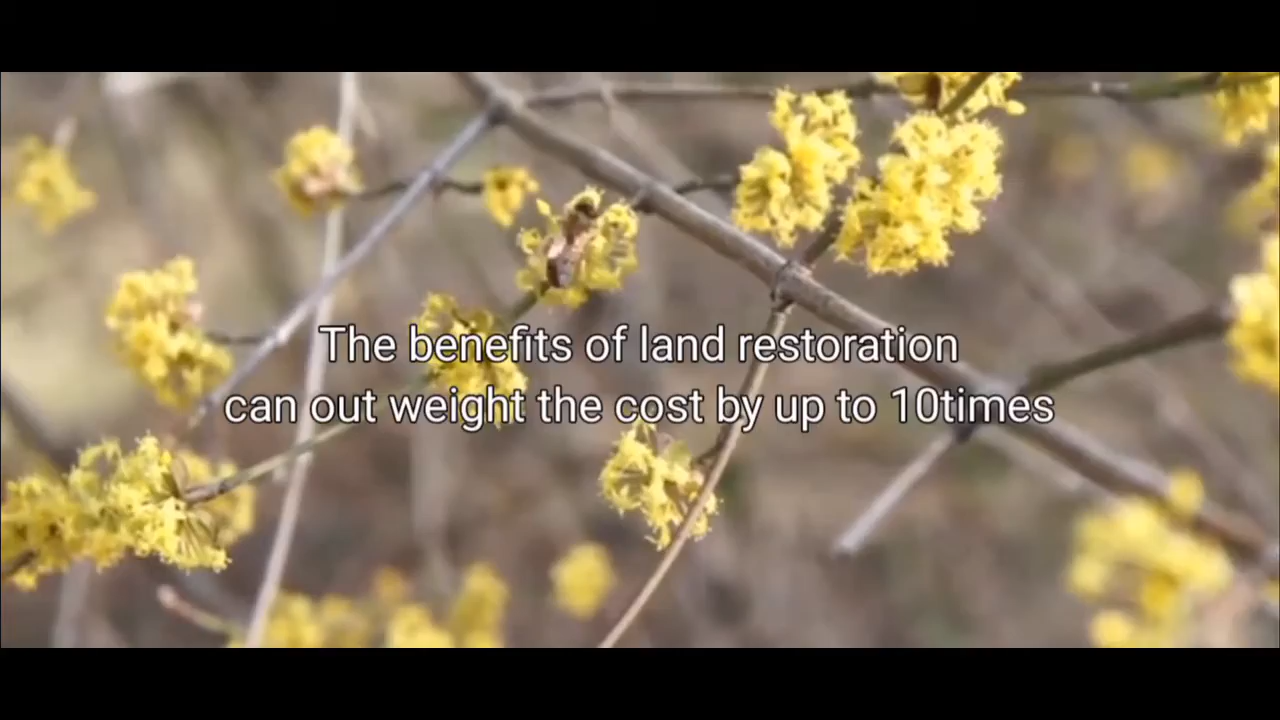 The benefits of land restoration
can out weight the cost by up to 10times